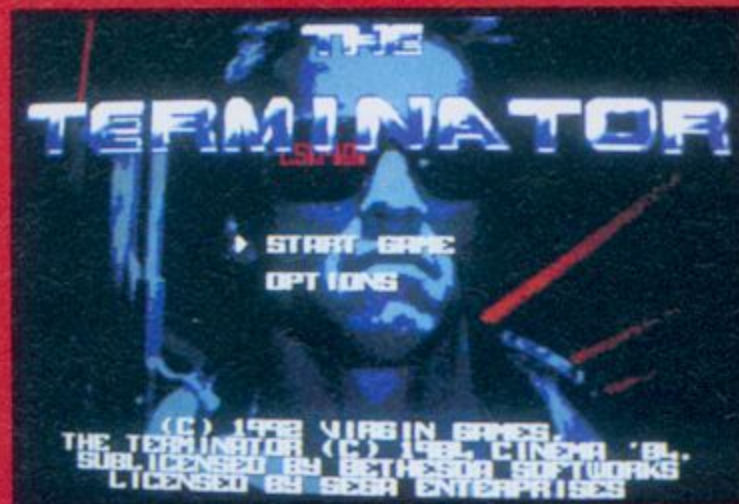 THE
TERMINATOR
START GAME
OPTIONS
(C) 1992 VIRGIN GAMES.
THE TERMINATOR (C) 1984, CINEMA '84.
SUBLICENSED BY BETHESDA SOFTWORKS
LICENSED BY SEGA ENTERPRISES